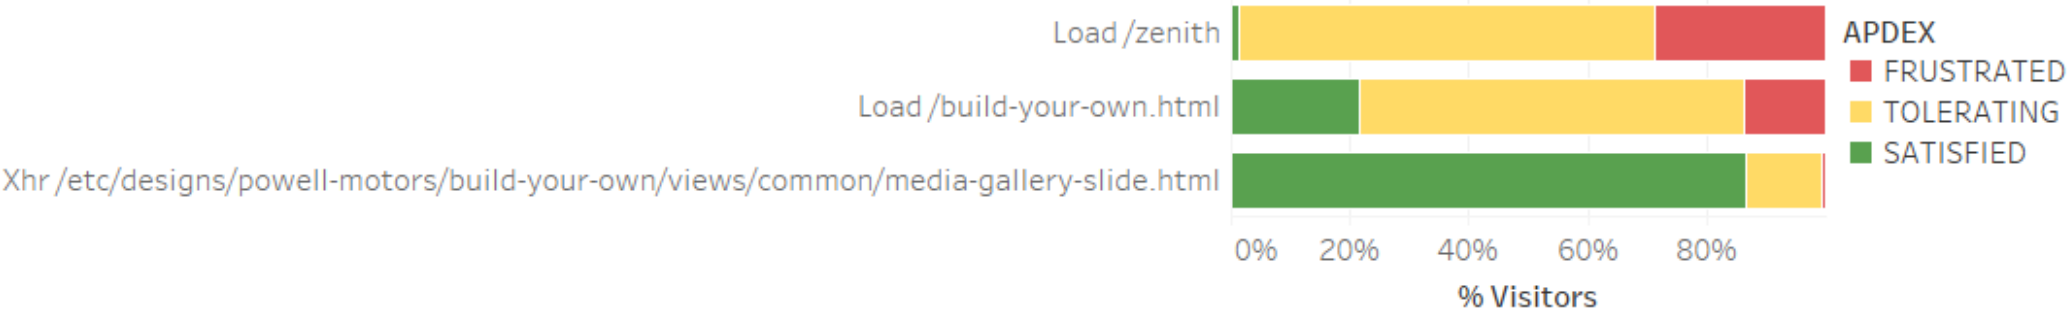 Load /zenith
Load /build-your-own.html
Xhr /etc/designs/powell-motors/build-your-own/views/common/media-gallery-slide.html
0% 20% 40% 60% 80%
% Visitors
APDEX
FRUSTRATED
TOLERATING
SATISFIED